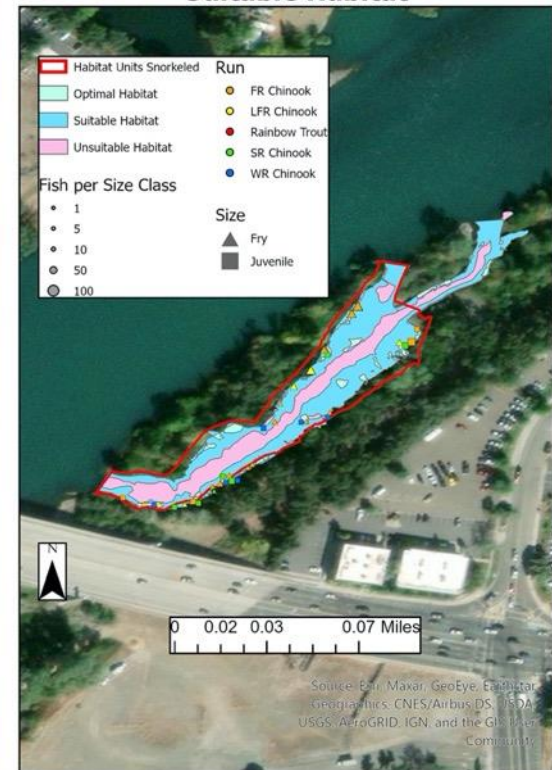 Habitat Units Snorkeled
Optimal Habitat
Suitable Habitat
Unsuitable Habitat
Fish per Size Class
1
5
10
50
100
Run
FR Chinook
LFR Chinook
Rainbow Trout
SR Chinook
WR Chinook
Size
Fry
Juvenile
N
0 0.02 0.03 0.07 Miles
Source: Esri, Maxar, GeoEye, Earthstar
Geographics, CNES/Airbus DS, USDA,
USGS, AeroGRID, IGN, and the GIS User
Community